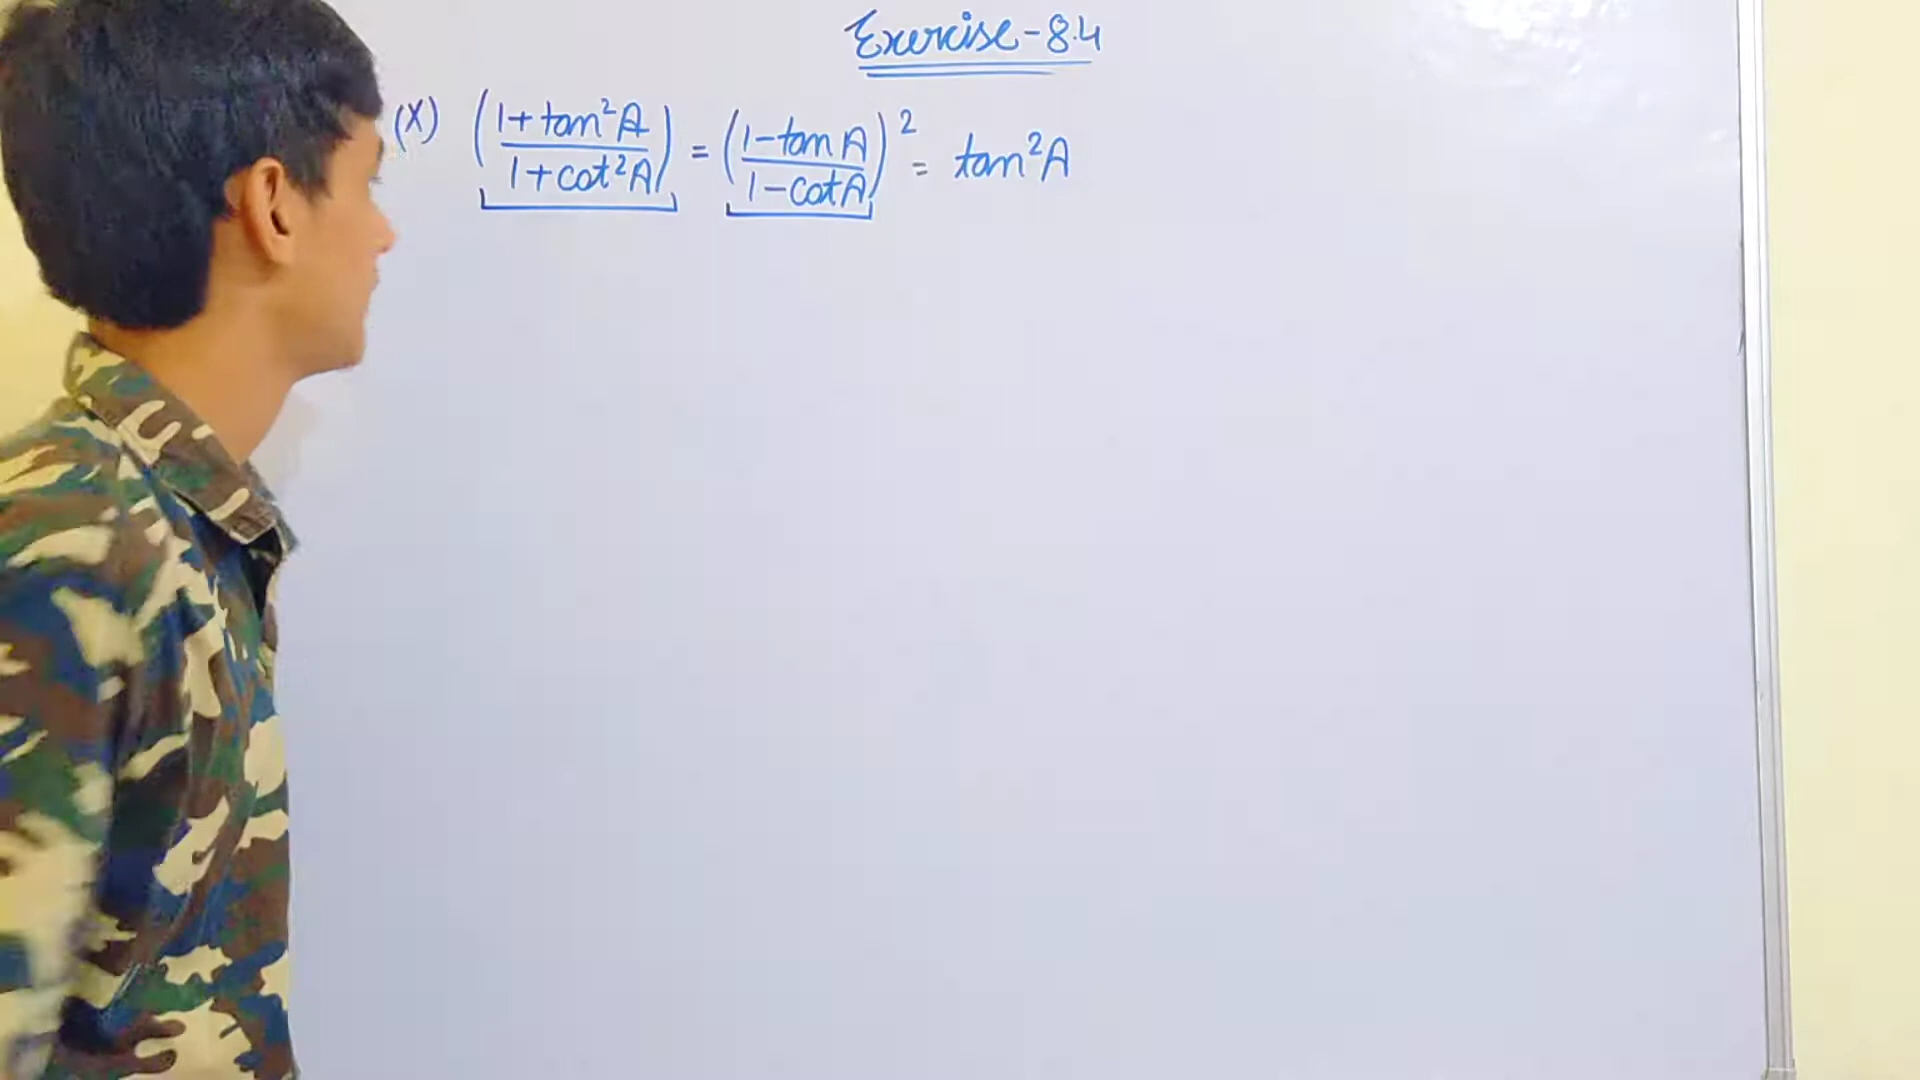 Exercise - 8.4
(X) (1+tan²A / 1+cot²A) = (1-tan A / 1-cot A)² = tan²A